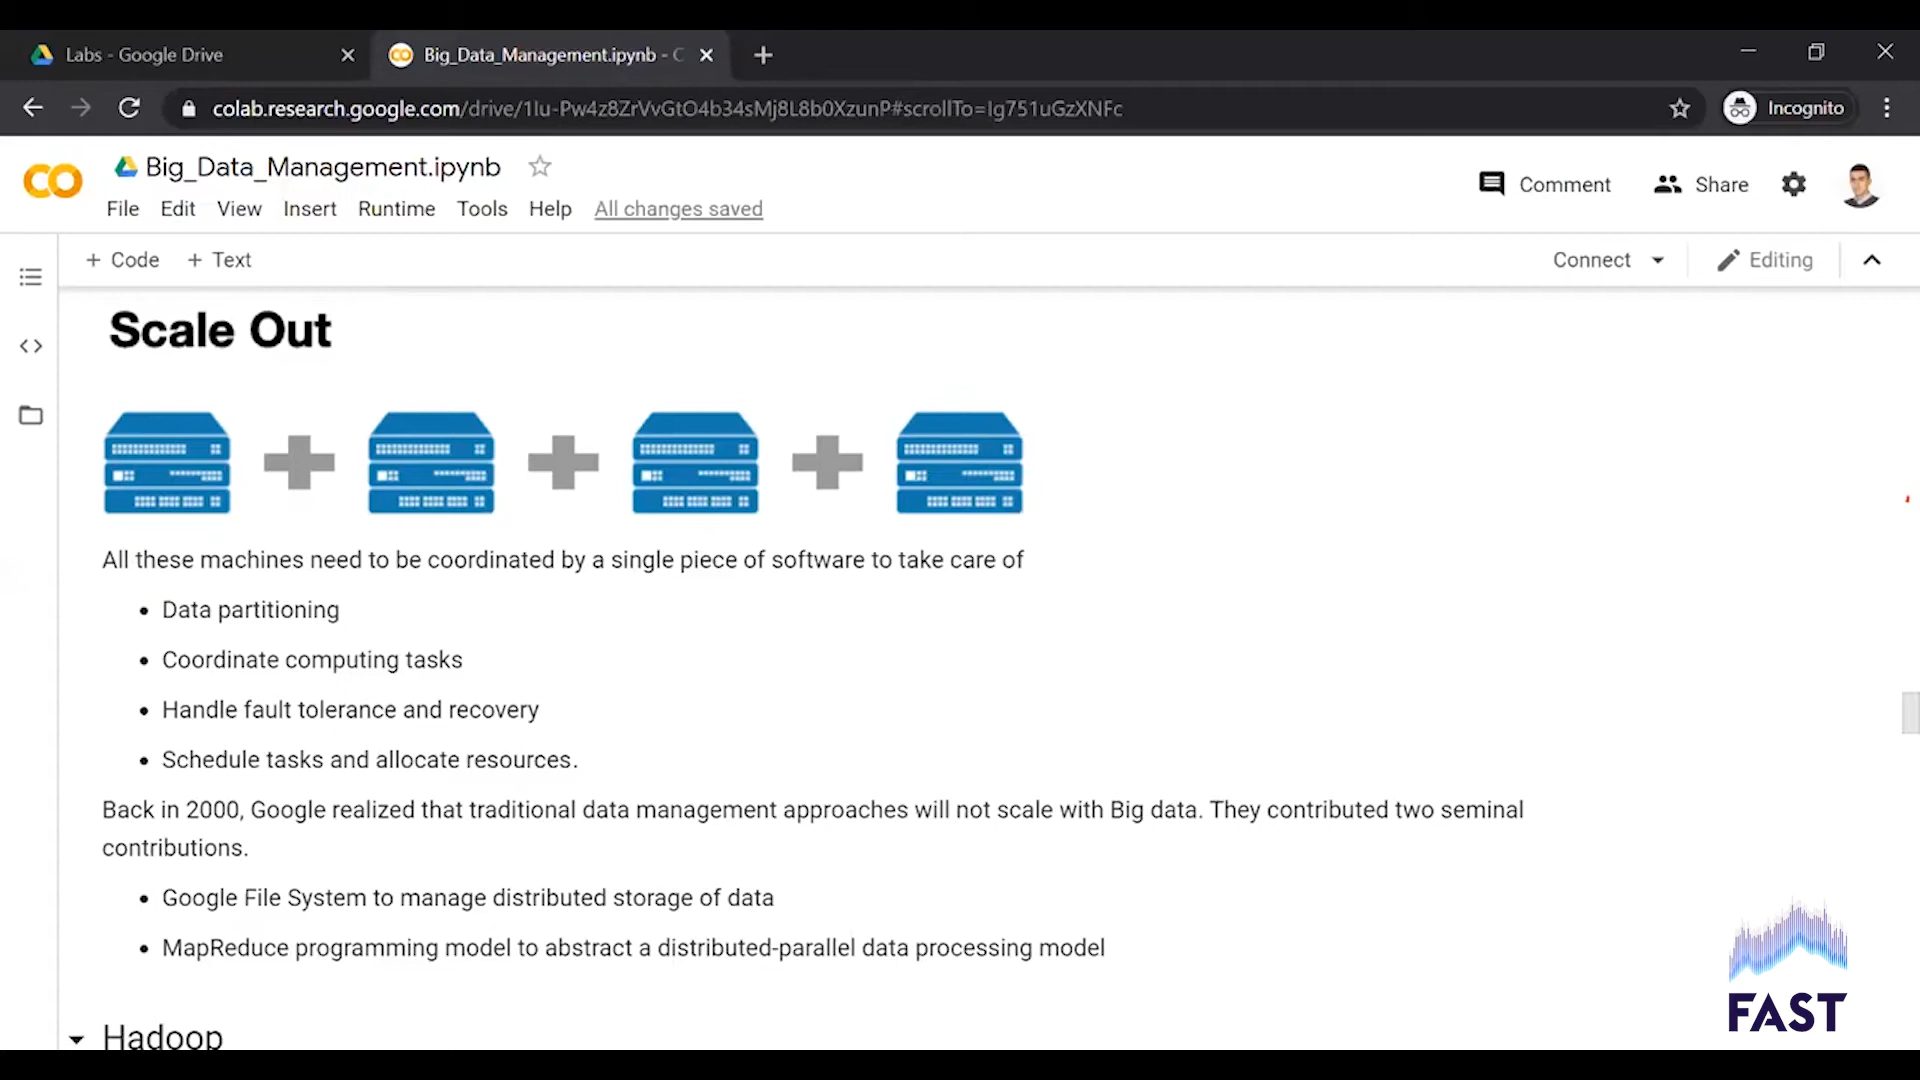 Labs - Google Drive
Big_Data_Management.ipynb - C
colab.research.google.com/drive/1Iu-Pw4z8ZrVvGtO4b34sMj8L8b0XzunP#scrollTo=Ig751uGzXNFc
Incognito
Big_Data_Management.ipynb
Comment
Share
File Edit View Insert Runtime Tools Help All changes saved
+ Code + Text
Connect
Editing
Scale Out
All these machines need to be coordinated by a single piece of software to take care of
• Data partitioning
• Coordinate computing tasks
• Handle fault tolerance and recovery
• Schedule tasks and allocate resources.
Back in 2000, Google realized that traditional data management approaches will not scale with Big data. They contributed two seminal
contributions.
• Google File System to manage distributed storage of data
• MapReduce programming model to abstract a distributed-parallel data processing model
FAST
Hadoop